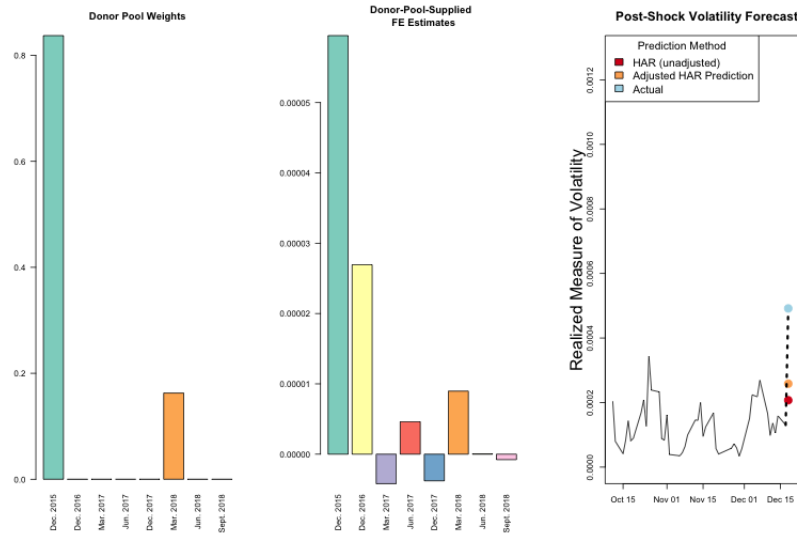 Donor Pool Weights
0.8
0.6
0.4
0.2
0.0
Dec. 2015
Dec. 2016
Mar. 2017
Jun. 2017
Dec. 2017
Mar. 2018
Jun. 2018
Sept. 2018
Donor-Pool-Supplied
FE Estimates
0.00005
0.00004
0.00003
0.00002
0.00001
0.00000
Dec. 2015
Dec. 2016
Mar. 2017
Jun. 2017
Dec. 2017
Mar. 2018
Jun. 2018
Sept. 2018
Post-Shock Volatility Forecast
Prediction Method
HAR (unadjusted)
Adjusted HAR Prediction
Actual
Realized Measure of Volatility
0.0012
0.0010
0.0008
0.0006
0.0004
0.0002
0.0000
Oct 15
Nov 01
Nov 15
Dec 01
Dec 15